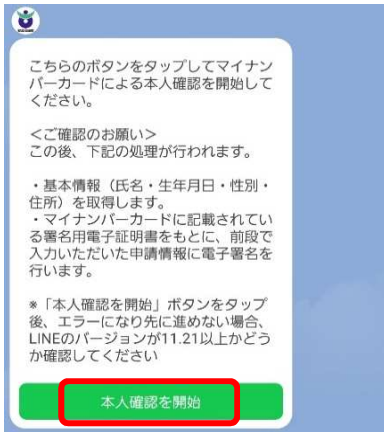 こちらのボタンをタップしてマイナン
バーカードによる本人確認を開始して
ください。
＜ご確認のお願い＞
この後、下記の処理が行われます。
・基本情報（氏名・生年月日・性別・
住所）を取得します。
・マイナンバーカードに記載されてい
る署名用電子証明書をもとに、前段で
入力いただいた申請情報に電子署名を
行います。
※「本人確認を開始」ボタンをタップ
後、エラーになり先に進めない場合、
LINEのバージョンが11.21以上かどう
か確認してください
本人確認を開始